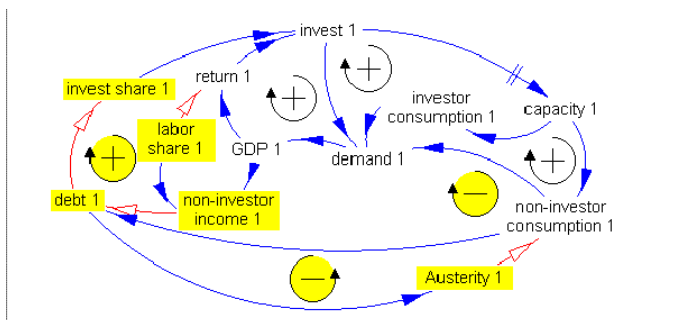 invest 1
return 1
invest share 1
investor
consumption 1
capacity 1
labor
share 1
GDP 1
demand 1
debt 1
non-investor
income 1
non-investor
consumption 1
Austerity 1